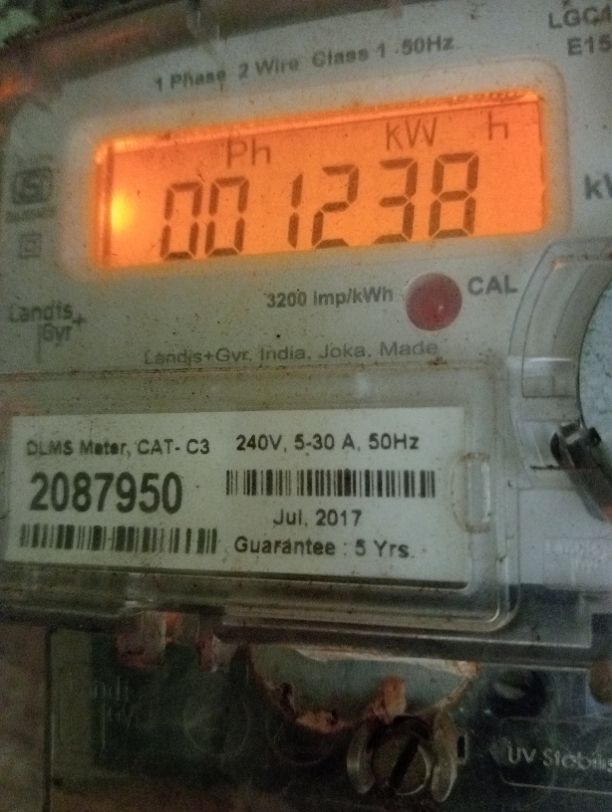 LGC
E15
1 Phase 2 Wire Class 1 50Hz
Ph kW h
001238
3200 Imp/kWh
CAL
Landis
Gyr+
Landis+Gyr, India, Joka, Made
DLMS Meter, CAT- C3 240V, 5-30 A, 50Hz
2087950
Jul, 2017
Guarantee : 5 Yrs.
UV Stabilis